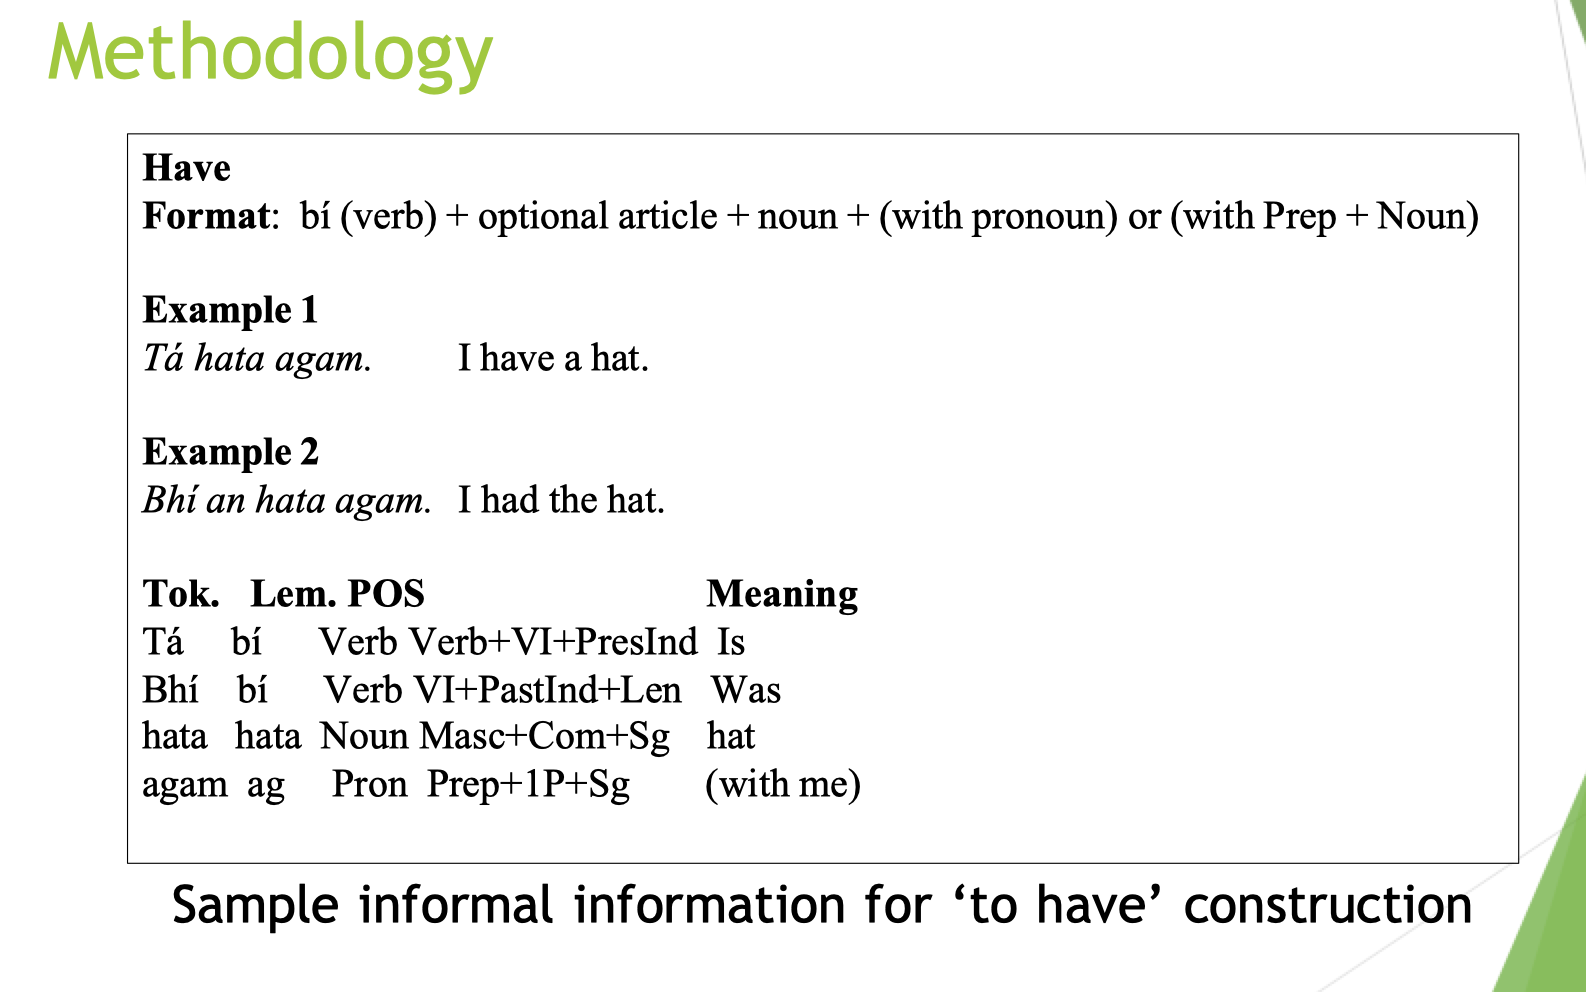 Methodology
Have
Format: bí (verb) + optional article + noun + (with pronoun) or (with Prep + Noun)
Example 1
Tá hata agam. I have a hat.
Example 2
Bhí an hata agam. I had the hat.
Tok. Lem. POS Meaning
Tá bí Verb Verb+VI+PresInd Is
Bhí bí Verb VI+PastInd+Len Was
hata hata Noun Masc+Com+Sg hat
agam ag Pron Prep+1P+Sg (with me)
Sample informal information for ‘to have’ construction